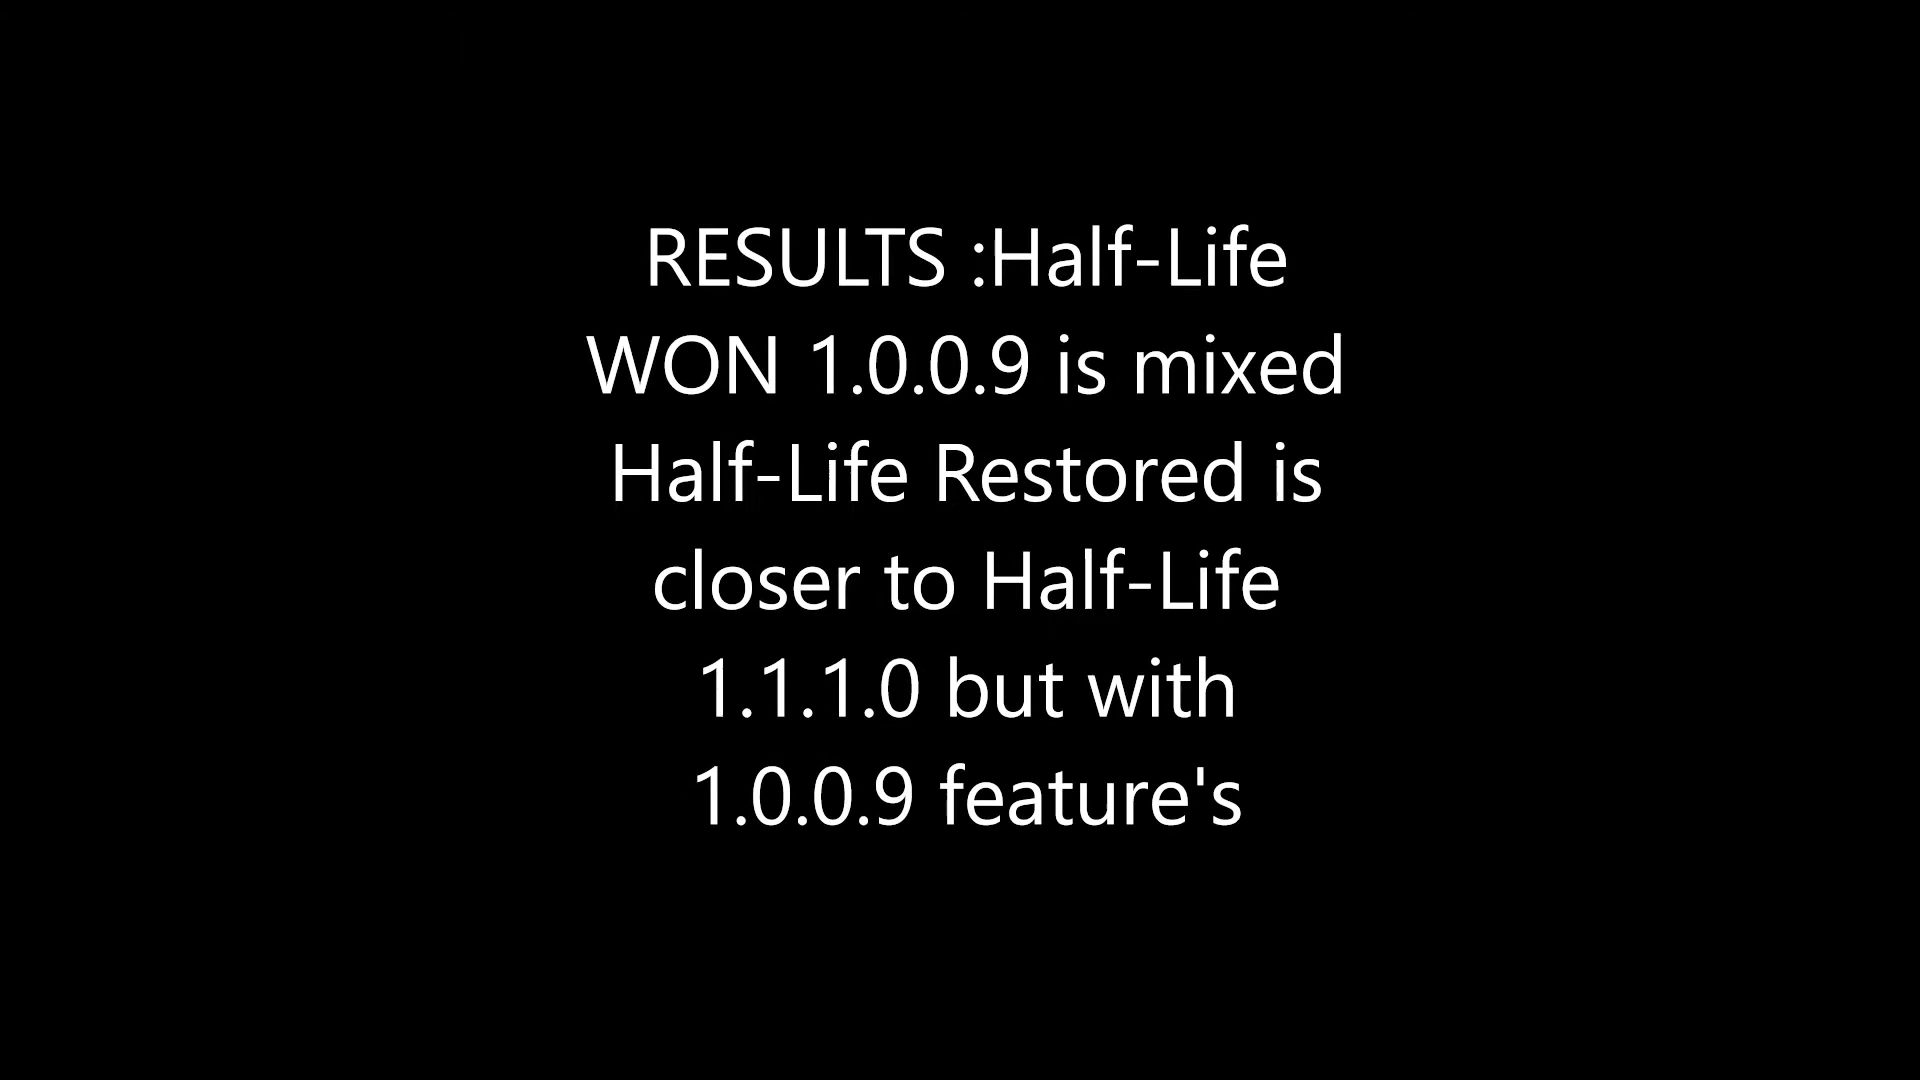 RESULTS :Half-Life
WON 1.0.0.9 is mixed
Half-Life Restored is
closer to Half-Life
1.1.1.0 but with
1.0.0.9 feature's